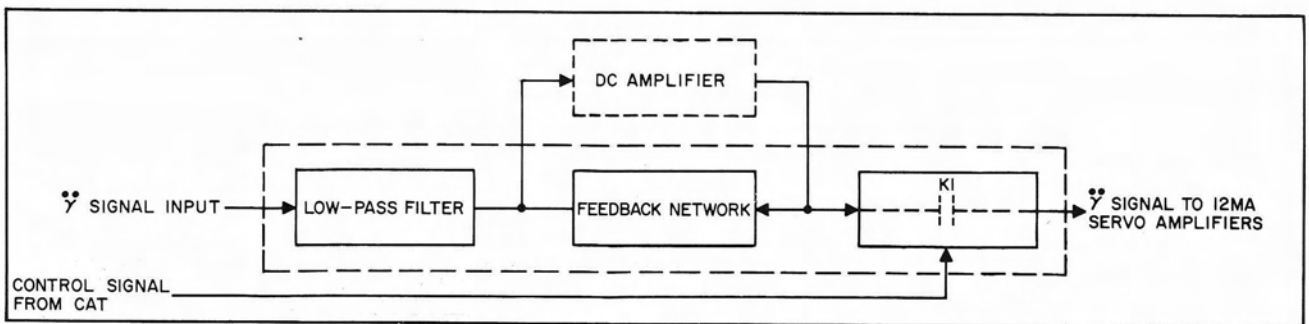 DC AMPLIFIER
γ̈ SIGNAL INPUT
LOW-PASS FILTER
FEEDBACK NETWORK
K1
γ̈ SIGNAL TO 12MA
SERVO AMPLIFIERS
CONTROL SIGNAL
FROM CAT